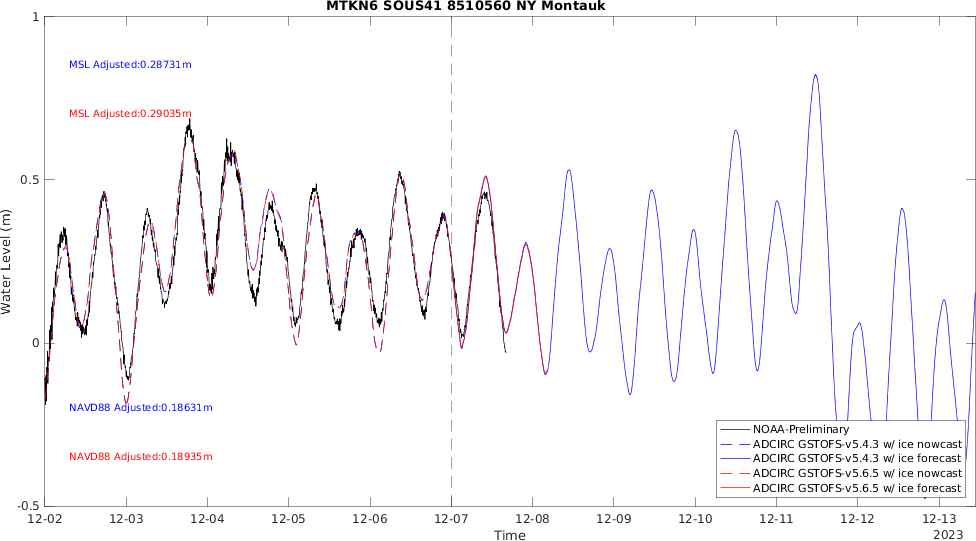 MTKN6 SOUS41 8510560 NY Montauk
1
MSL Adjusted:0.28731m
MSL Adjusted:0.29035m
0.5
Water Level (m)
0
NAVD88 Adjusted:0.18631m
NAVD88 Adjusted:0.18935m
-0.5
NOAA-Preliminary
ADCIRC GSTOFS-v5.4.3 w/ ice nowcast
ADCIRC GSTOFS-v5.4.3 w/ ice forecast
ADCIRC GSTOFS-v5.6.5 w/ ice nowcast
ADCIRC GSTOFS-v5.6.5 w/ ice forecast
12-02 12-03 12-04 12-05 12-06 12-07 12-08 12-09 12-10 12-11 12-12 12-13
Time 2023